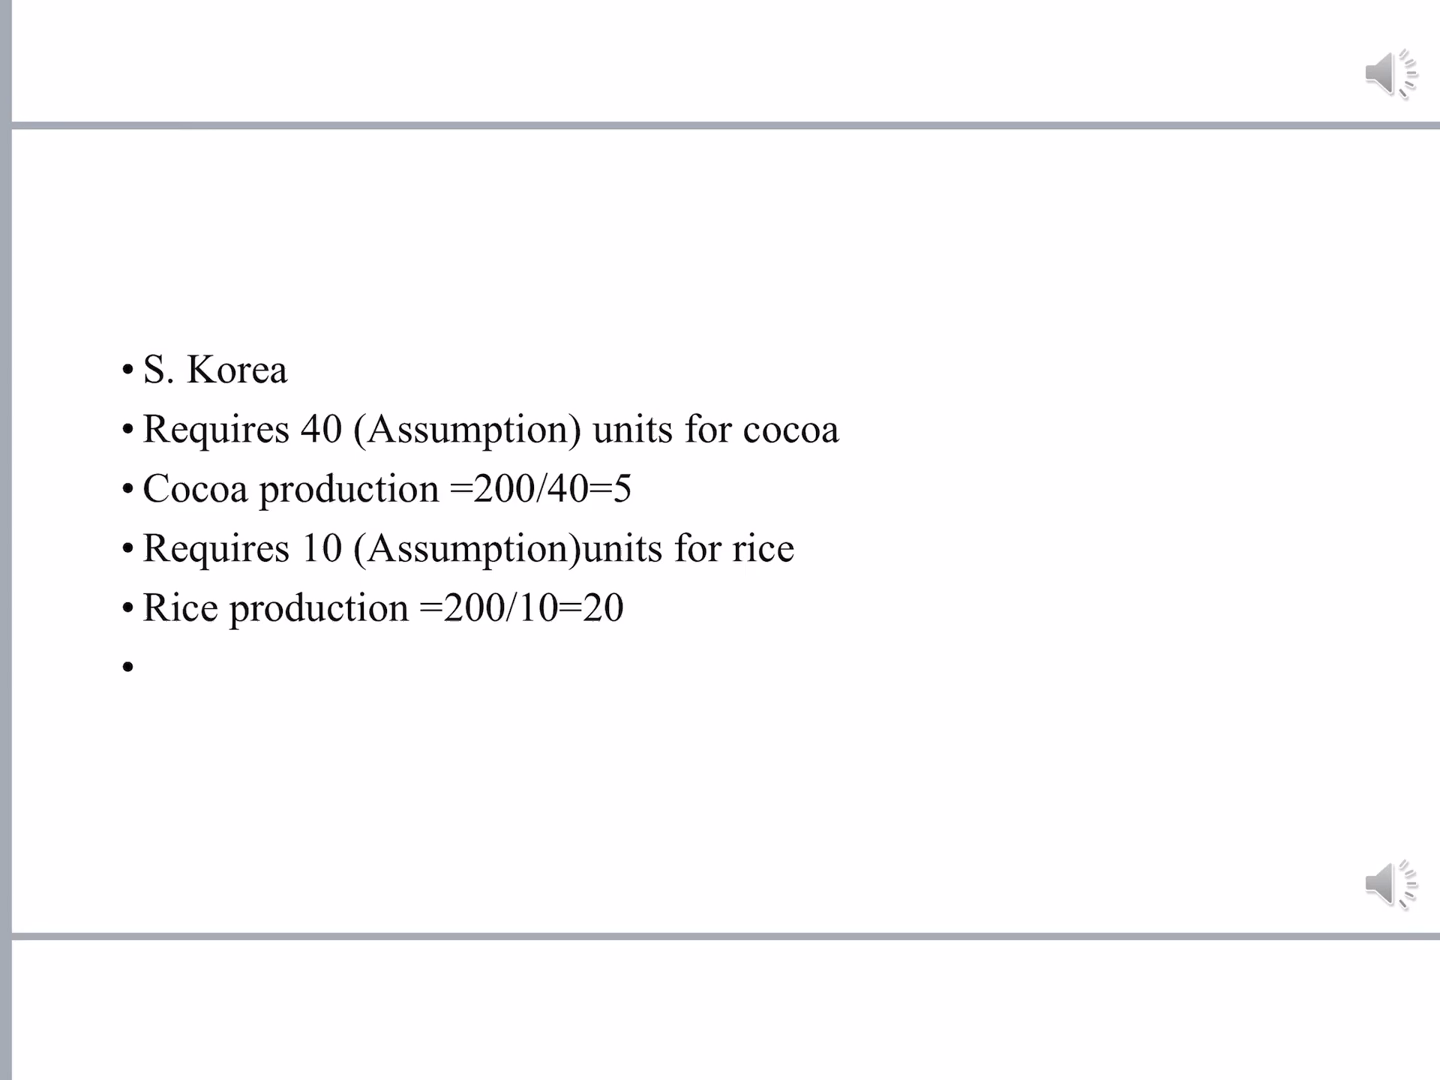 • S. Korea
• Requires 40 (Assumption) units for cocoa
• Cocoa production =200/40=5
• Requires 10 (Assumption)units for rice
• Rice production =200/10=20
•